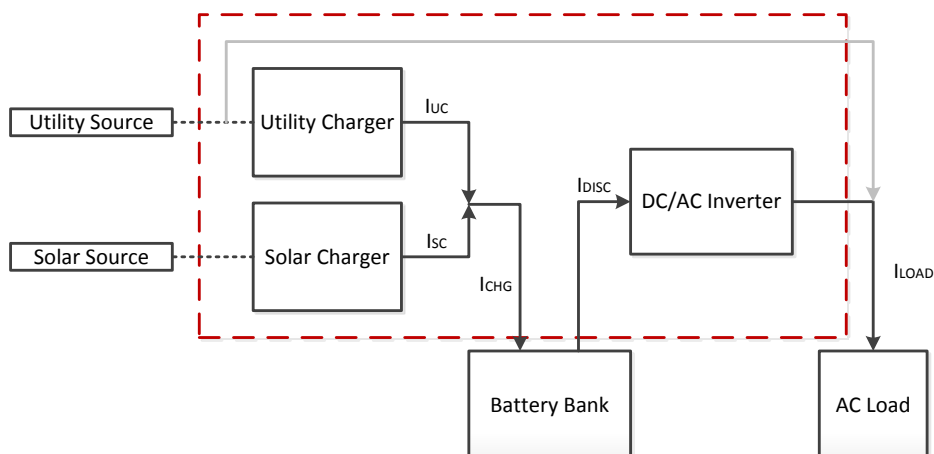 Utility Source
Utility Charger
IUC
Solar Source
Solar Charger
ISC
ICHG
IDISC
DC/AC Inverter
ILOAD
Battery Bank
AC Load